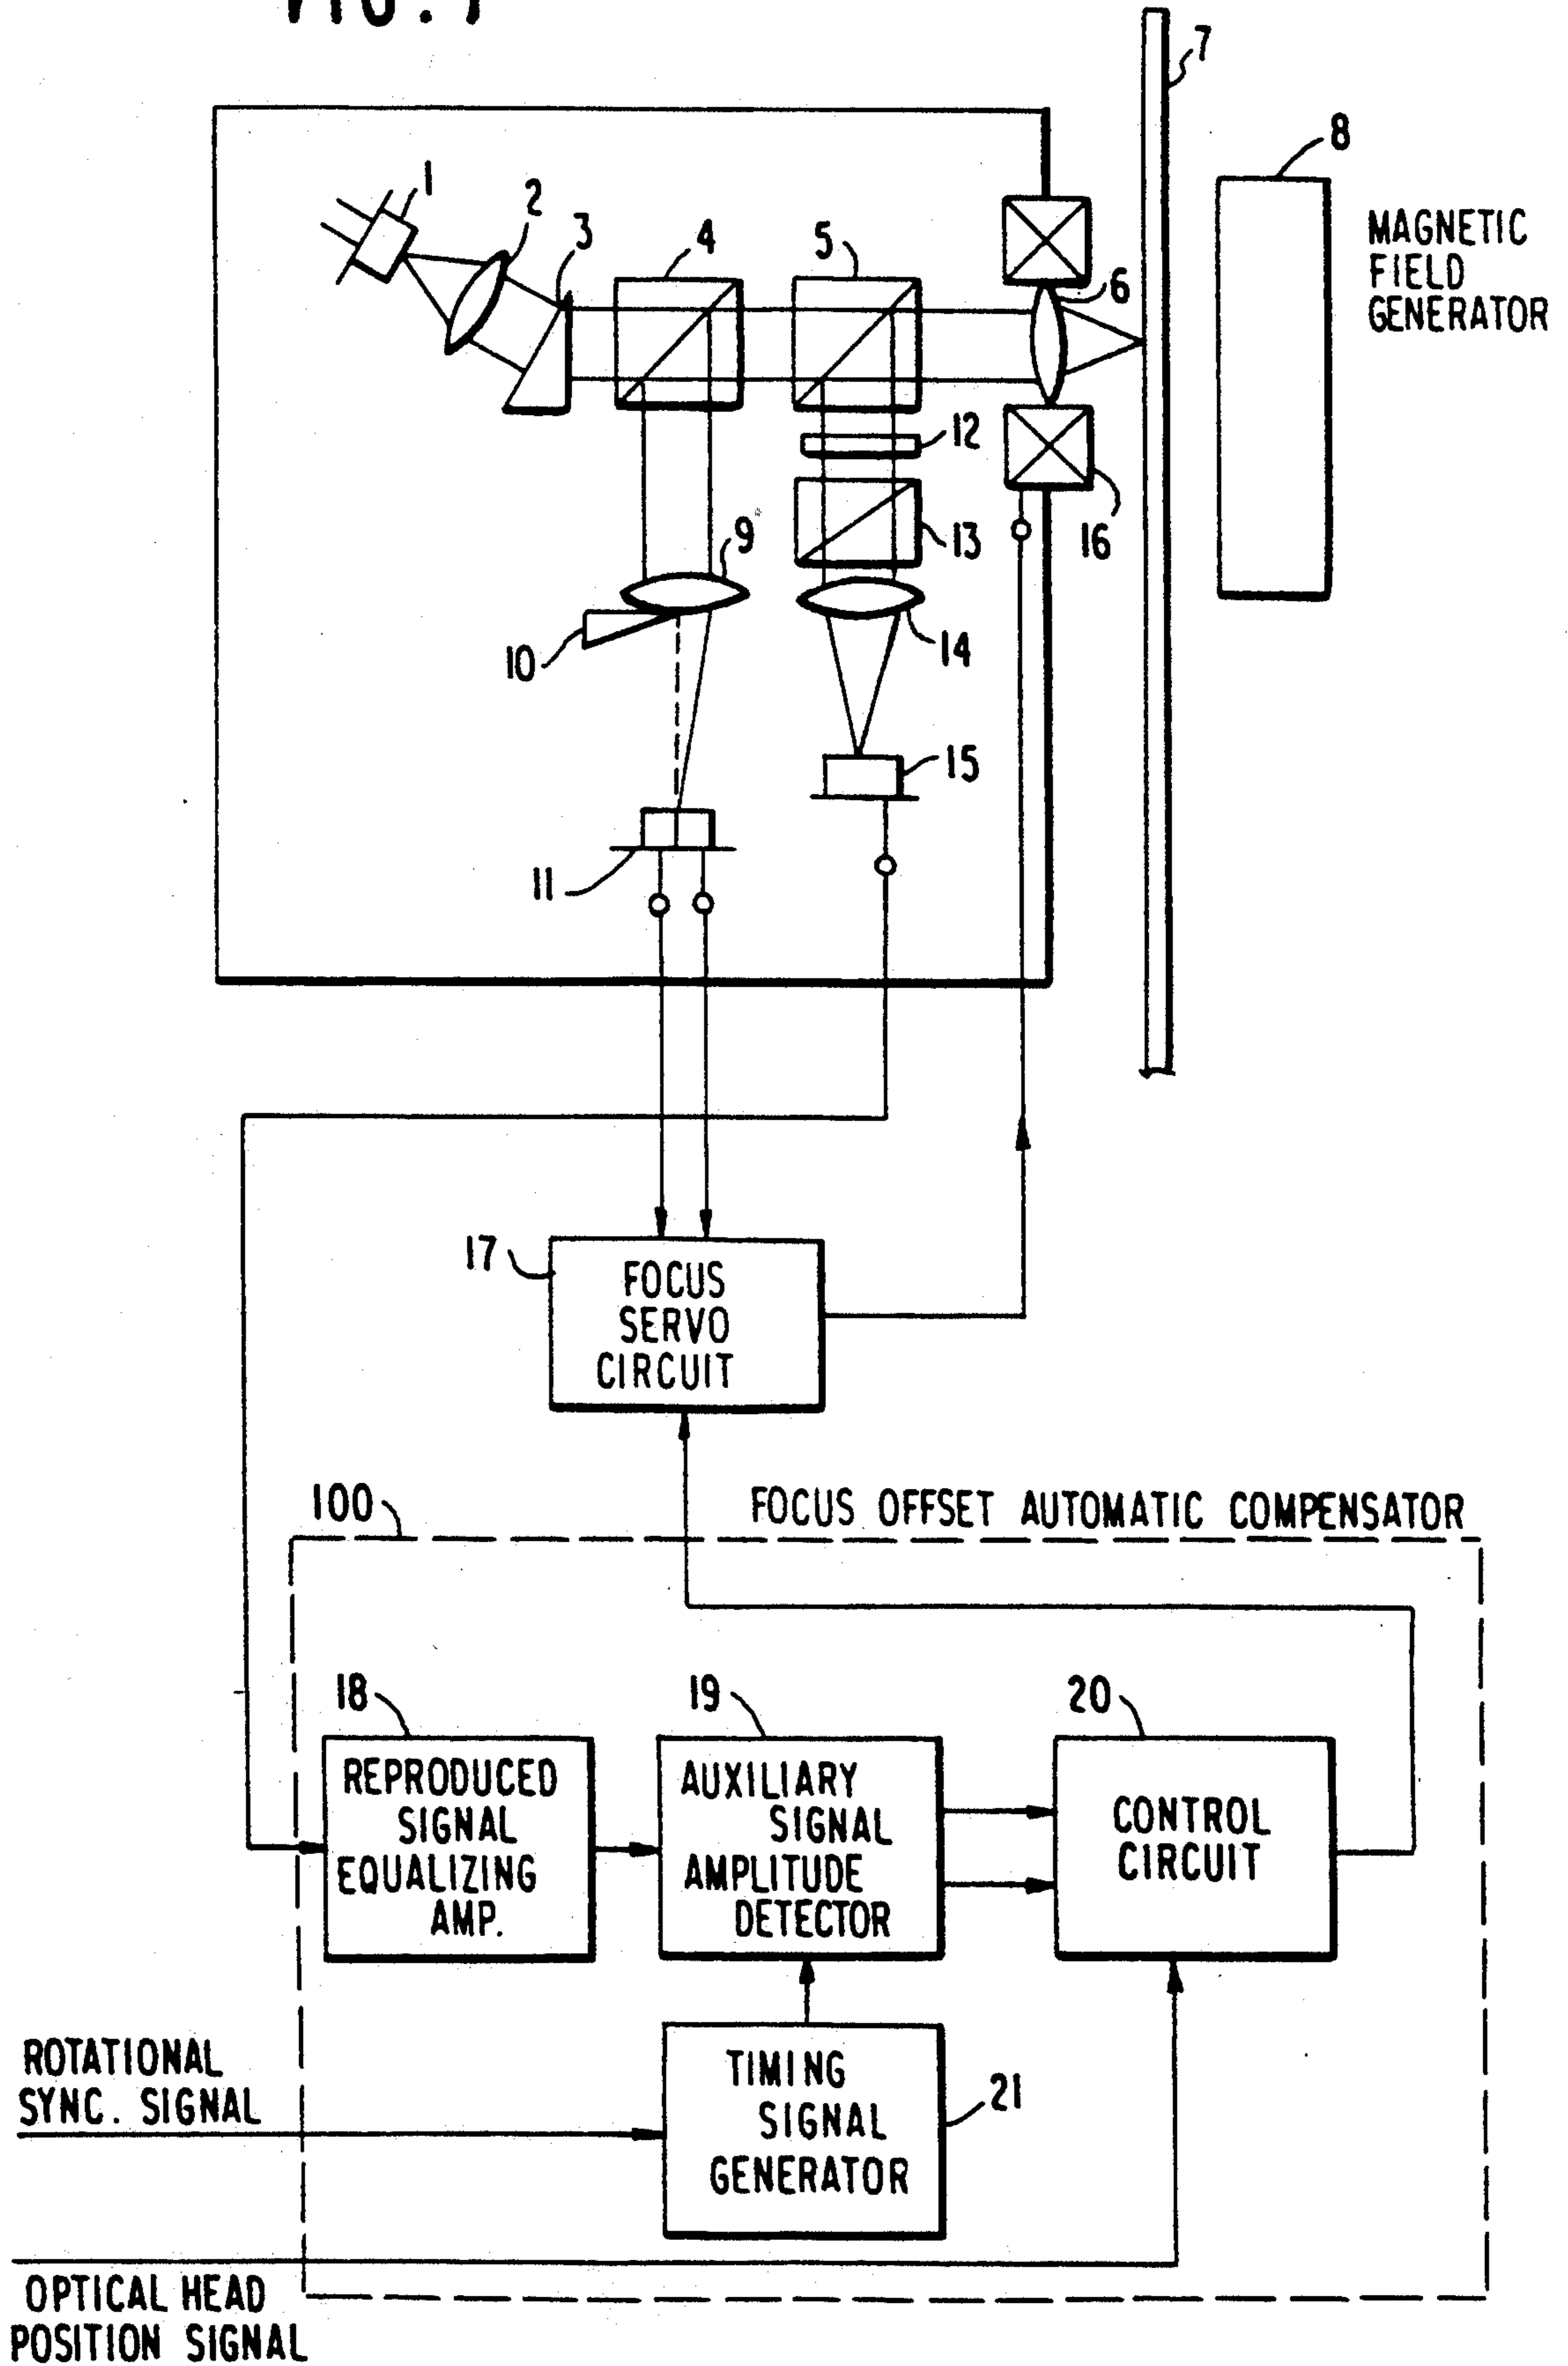 FIG. 1
7
8
MAGNETIC
FIELD
GENERATOR
1
2
3
4
5
6
12
13
16
9
10
14
15
11
17
FOCUS
SERVO
CIRCUIT
100
FOCUS OFFSET AUTOMATIC COMPENSATOR
18
19
20
REPRODUCED
SIGNAL
EQUALIZING
AMP.
AUXILIARY
SIGNAL
AMPLITUDE
DETECTOR
CONTROL
CIRCUIT
ROTATIONAL
SYNC. SIGNAL
TIMING
SIGNAL
GENERATOR
21
OPTICAL HEAD
POSITION SIGNAL